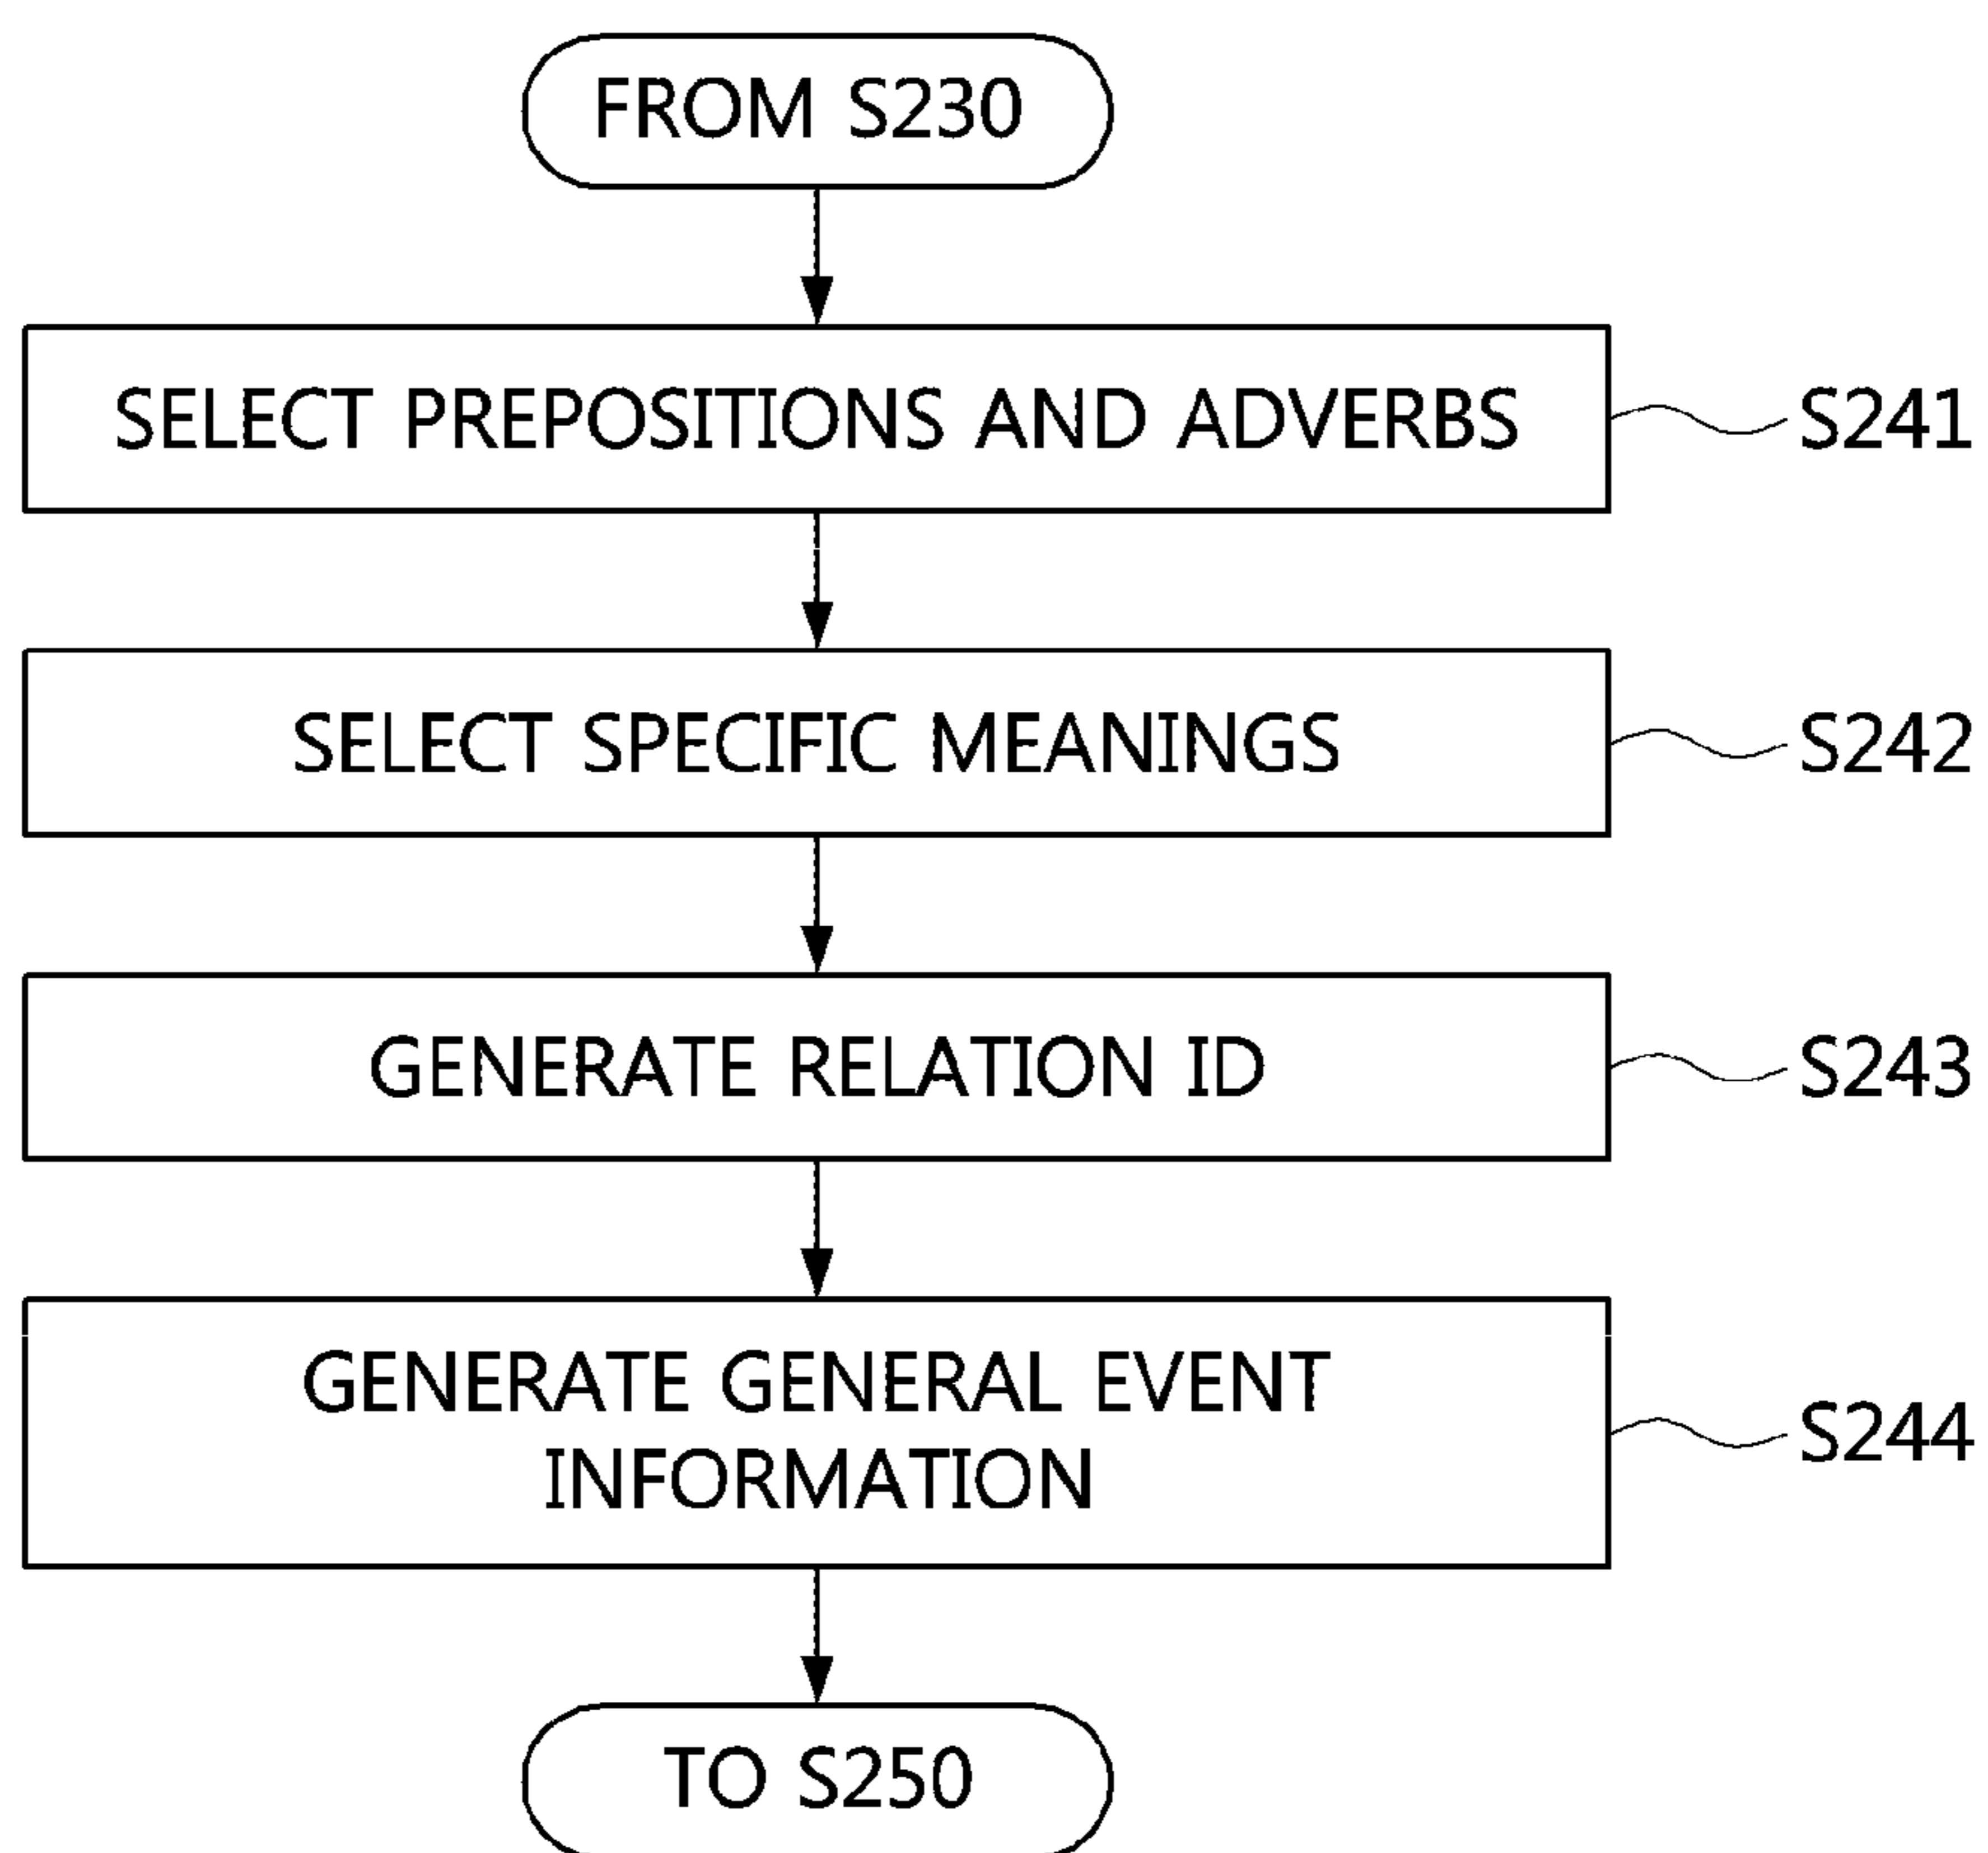 FROM S230
SELECT PREPOSITIONS AND ADVERBS
S241
SELECT SPECIFIC MEANINGS
S242
GENERATE RELATION ID
S243
GENERATE GENERAL EVENT
INFORMATION
S244
TO S250